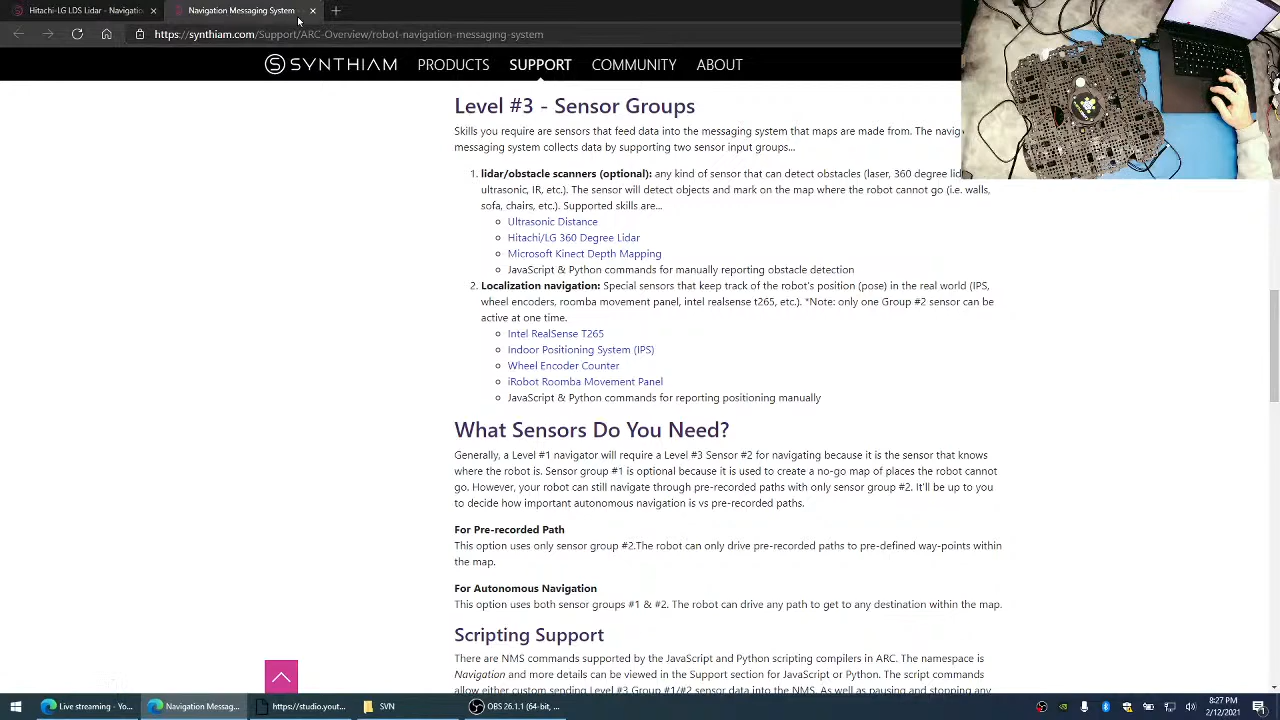 Hitachi-LG LDS Lidar - Navigation
Navigation Messaging System
https://synthiam.com/Support/ARC-Overview/robot-navigation-messaging-system
SYNTHIAM PRODUCTS SUPPORT COMMUNITY ABOUT
Level #3 - Sensor Groups
Skills you require are sensors that feed data into the messaging system that maps are made from. The
messaging system collects data by supporting two sensor input groups...
1. lidar/obstacle scanners (optional): any kind of sensor that can detect obstacles (laser, 360 degree
ultrasonic, IR, etc.). The sensor will detect objects and mark on the map where the robot cannot go (i.e. walls,
sofa, chairs, etc.). Supported skills are...
Ultrasonic Distance
Hitachi/LG 360 Degree Lidar
Microsoft Kinect Depth Mapping
JavaScript & Python commands for manually reporting obstacle detection
2. Localization navigation: Special sensors that keep track of the robot's position (pose) in the real world (IPS,
wheel encoders, roomba movement panel, intel realsense t265, etc.). *Note: only one Group #2 sensor can be
active at one time.
Intel RealSense T265
Indoor Positioning System (IPS)
Wheel Encoder Counter
iRobot Roomba Movement Panel
JavaScript & Python commands for reporting positioning manually
What Sensors Do You Need?
Generally, a Level #1 navigator will require a Level #3 Sensor #2 for navigating because it is the sensor that knows
where the robot is. Sensor group #1 is optional because it is used to create a no-go map of places the robot cannot
go. However, your robot can still navigate through pre-recorded paths with only sensor group #2. It'll be up to you
to decide how important autonomous navigation is vs pre-recorded paths.
For Pre-recorded Path
This option uses only sensor group #2.The robot can only drive pre-recorded paths to pre-defined way-points within
the map.
For Autonomous Navigation
This option uses both sensor groups #1 & #2. The robot can drive any path to get to any destination within the map.
Scripting Support
There are NMS commands supported by the JavaScript and Python scripting compilers in ARC. The namespace is
Navigation and more details can be viewed in the Support section for JavaScript or Python. The script commands
allow either custom sending Level #3 Group #1/#2 sensor data into the NMS. As well as pausing and stopping any
Live streaming - Yo... Navigation Messag... https://studio.yout... SVN OBS 26.1.1 (64-bit, ...
8:27 PM
2/12/2021